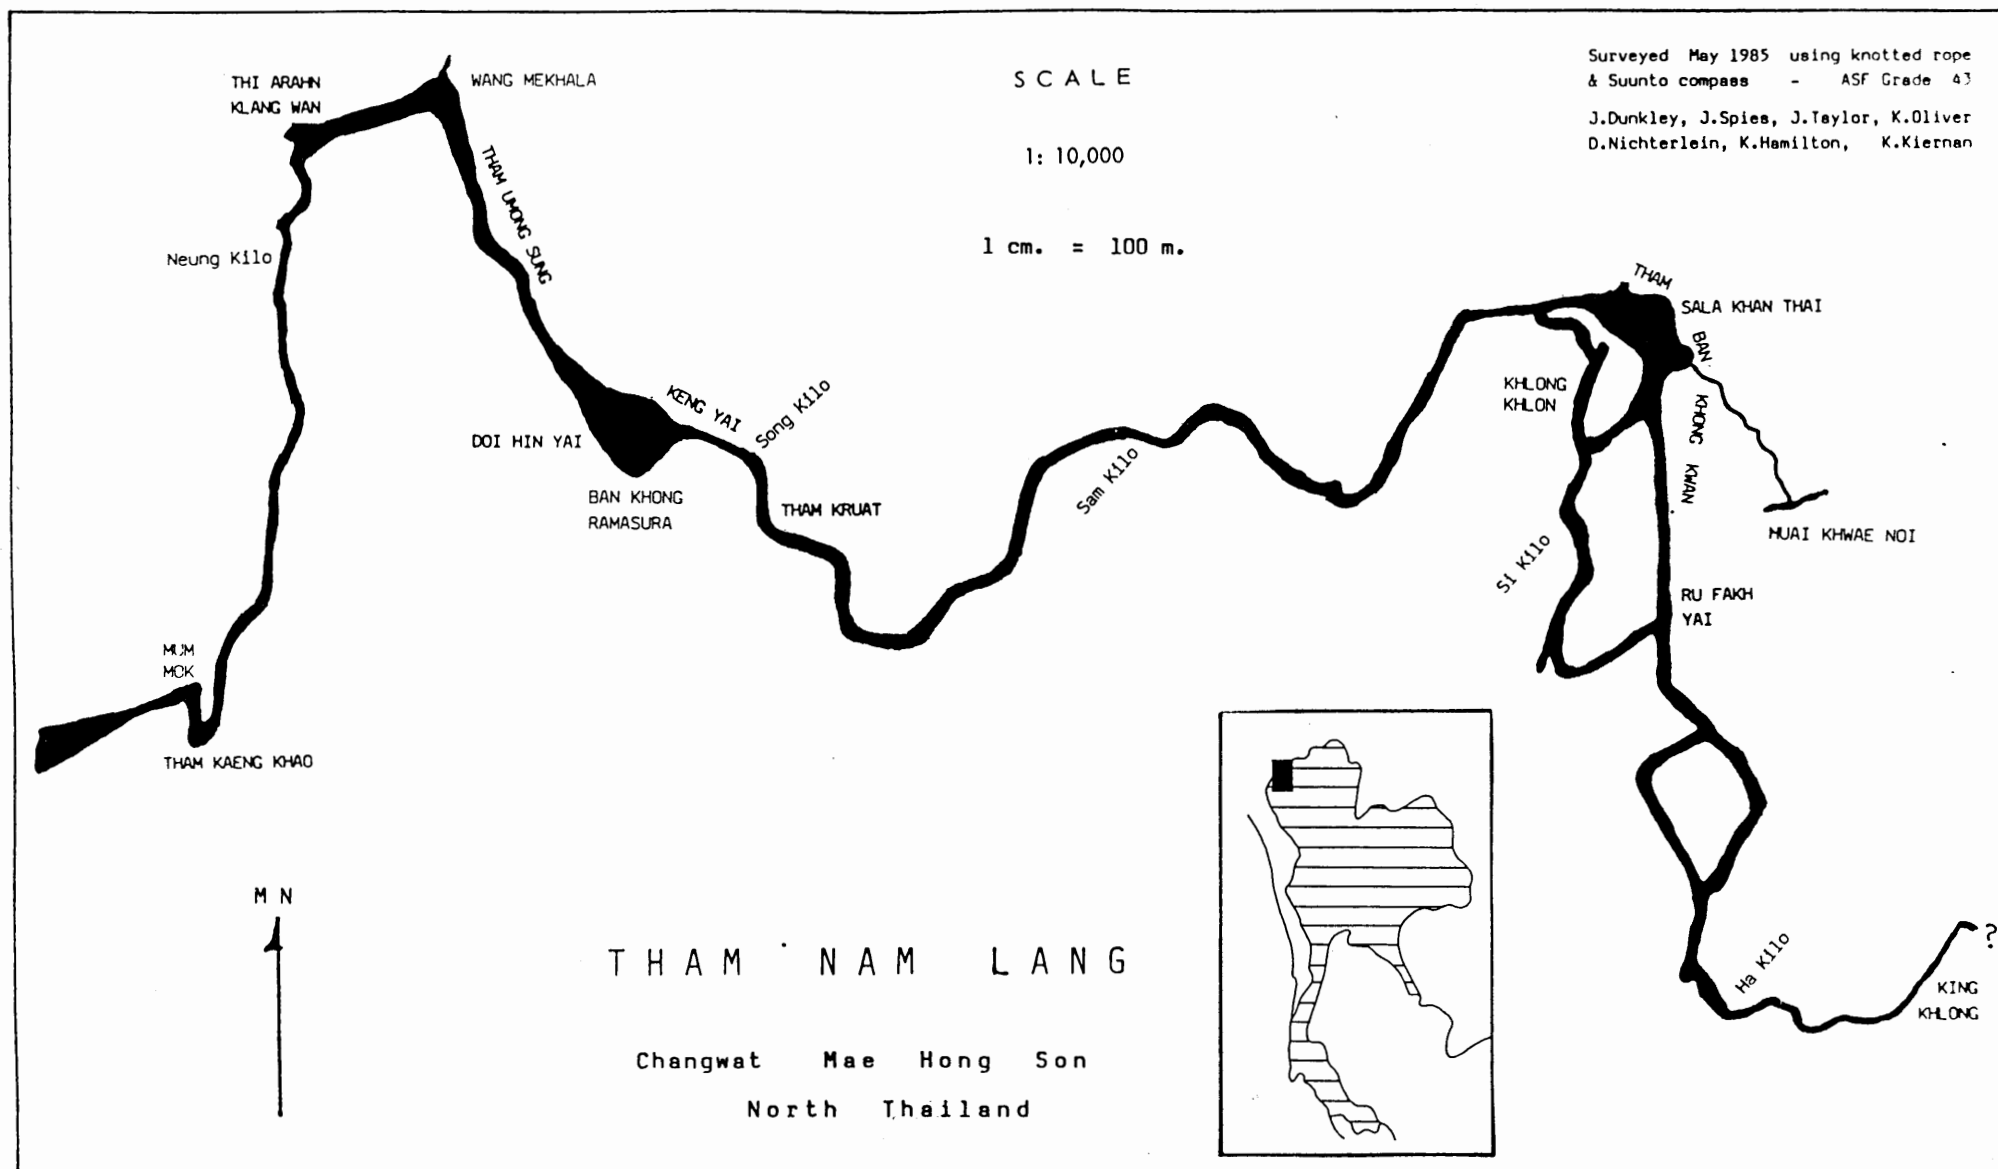 Surveyed May 1985 using knotted rope
& Suunto compass - ASF Grade 43
J.Dunkley, J.Spies, J.Taylor, K.Oliver
D.Nichterlein, K.Hamilton, K.Kiernan
SCALE
1: 10,000
1 cm. = 100 m.
THI ARAHN
KLANG WAN
WANG MEKHALA
THAM UMONG SUNG
Neung Kilo
KENG YAI
Song Kilo
DOI HIN YAI
BAN KHONG
RAMASURA
THAM KRUAT
Sam Kilo
THAM
SALA KHAN THAI
BAN
KHONG KWAN
KHLONG
KHLON
HUAI KHWAE NOI
Si Kilo
RU FAKH
YAI
MUM
MOK
THAM KAENG KHAO
M N
THAM NAM LANG
Changwat Mae Hong Son
North Thailand
Ha Kilo
?
KING
KHLONG